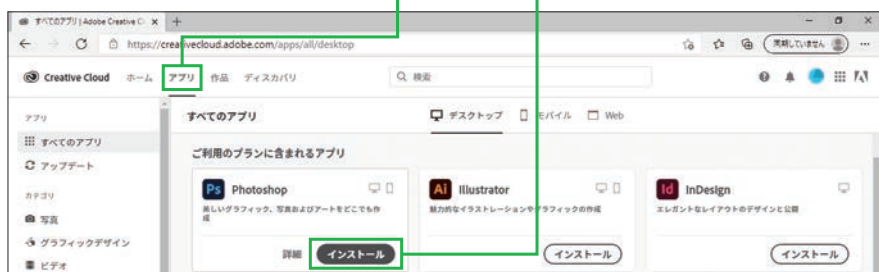 すべてのアプリ | Adobe Creative Cl
https://creativecloud.adobe.com/apps/all/desktop
同期していません
Creative Cloud ホーム アプリ 作品 ディスカバリ 検索
アプリ
すべてのアプリ
アップデート
カテゴリ
写真
グラフィックデザイン
ビデオ
すべてのアプリ デスクトップ モバイル Web
ご利用のプランに含まれるアプリ
Ps Photoshop
美しいグラフィック、写真およびアートをどこでも作
成
詳細 インストール
Ai Illustrator
魅力的なイラストレーションやグラフィックの作成
インストール
Id InDesign
エレガントなレイアウトのデザインと公開
インストール